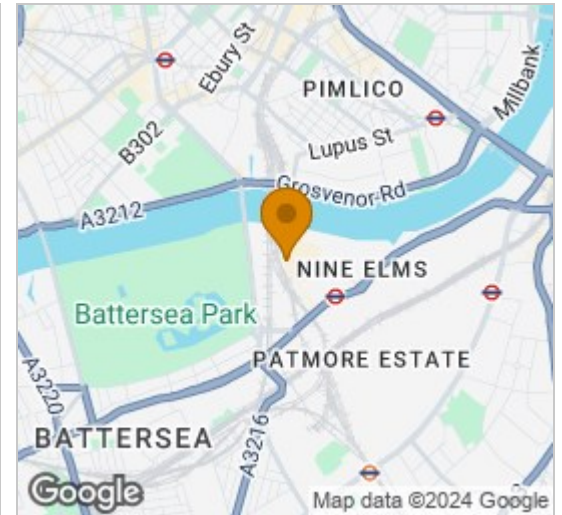 Ebury St
PIMLICO
Millbank
B302
Lupus St
Grosvenor Rd
A3212
NINE ELMS
Battersea Park
PATMORE ESTATE
A3220
BATTERSEA
A3216
Google
Map data ©2024 Google